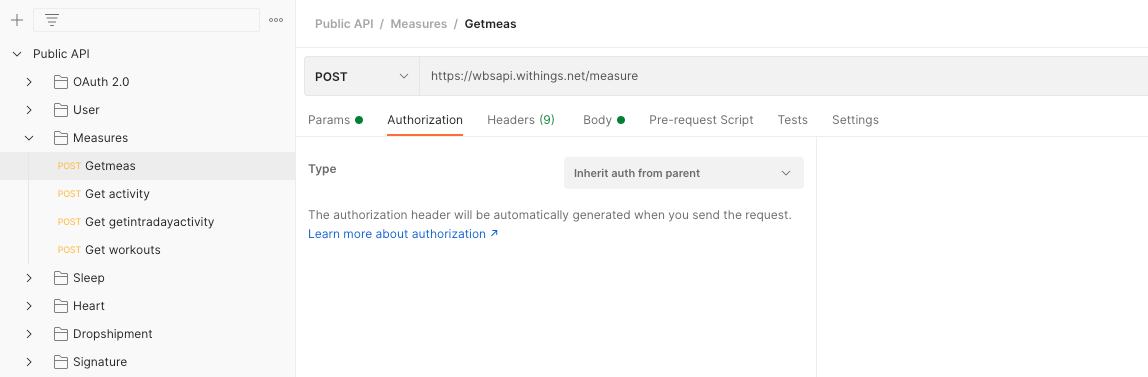 Public API
OAuth 2.0
User
Measures
POST Getmeas
POST Get activity
POST Get getintradayactivity
POST Get workouts
Sleep
Heart
Dropshipment
Signature
Public API / Measures / Getmeas
POST https://wbsapi.withings.net/measure
Params Authorization Headers (9) Body Pre-request Script Tests Settings
Type Inherit auth from parent
The authorization header will be automatically generated when you send the request.
Learn more about authorization ↗